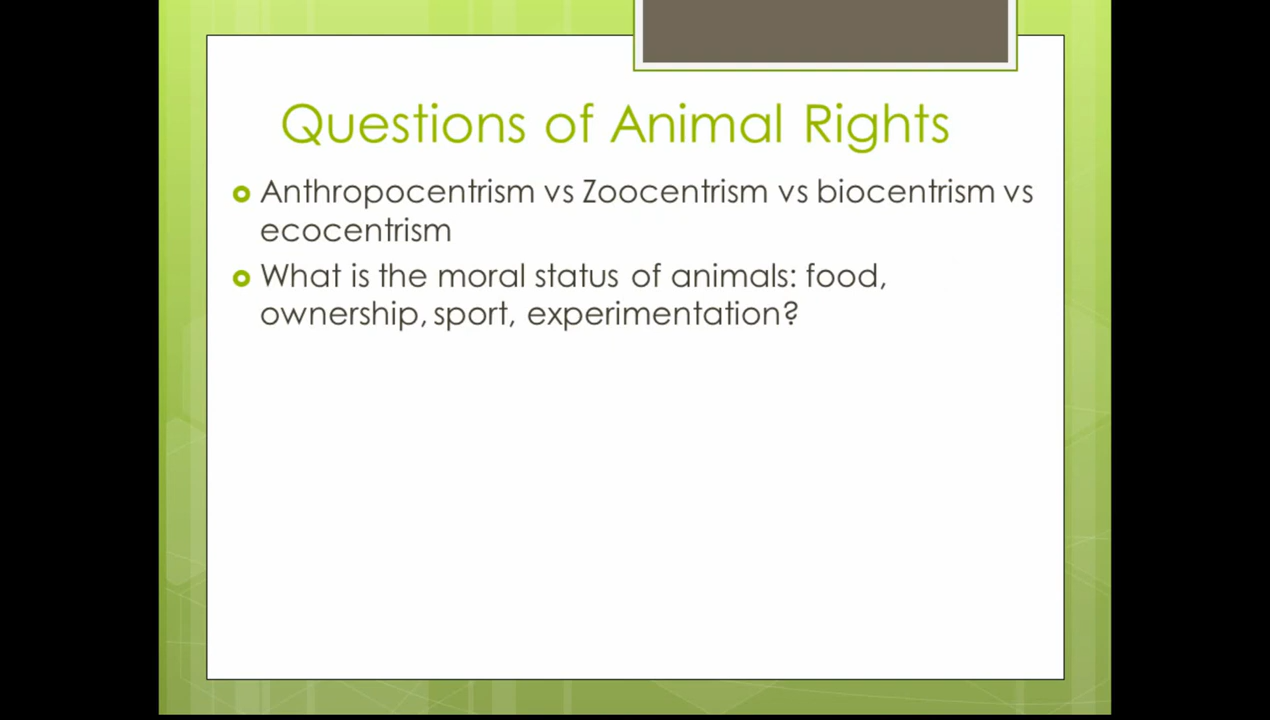 Questions of Animal Rights
Anthropocentrism vs Zoocentrism vs biocentrism vs
ecocentrism
What is the moral status of animals: food,
ownership, sport, experimentation?